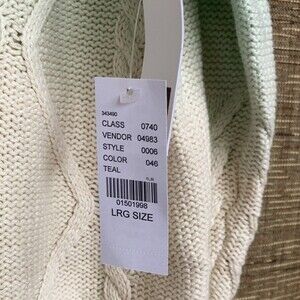 343490
CLASS 0740
VENDOR 04983
STYLE 0006
COLOR 046
TEAL
01501998
LRG SIZE